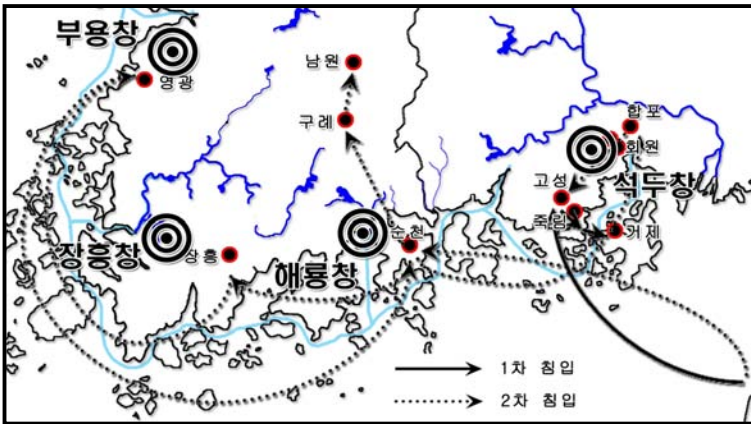 부용창
영광
남원
구례
합포
회원
석두창
고성
죽림
거제
장흥창
장흥
해룡창
순천
1차 침입
2차 침입